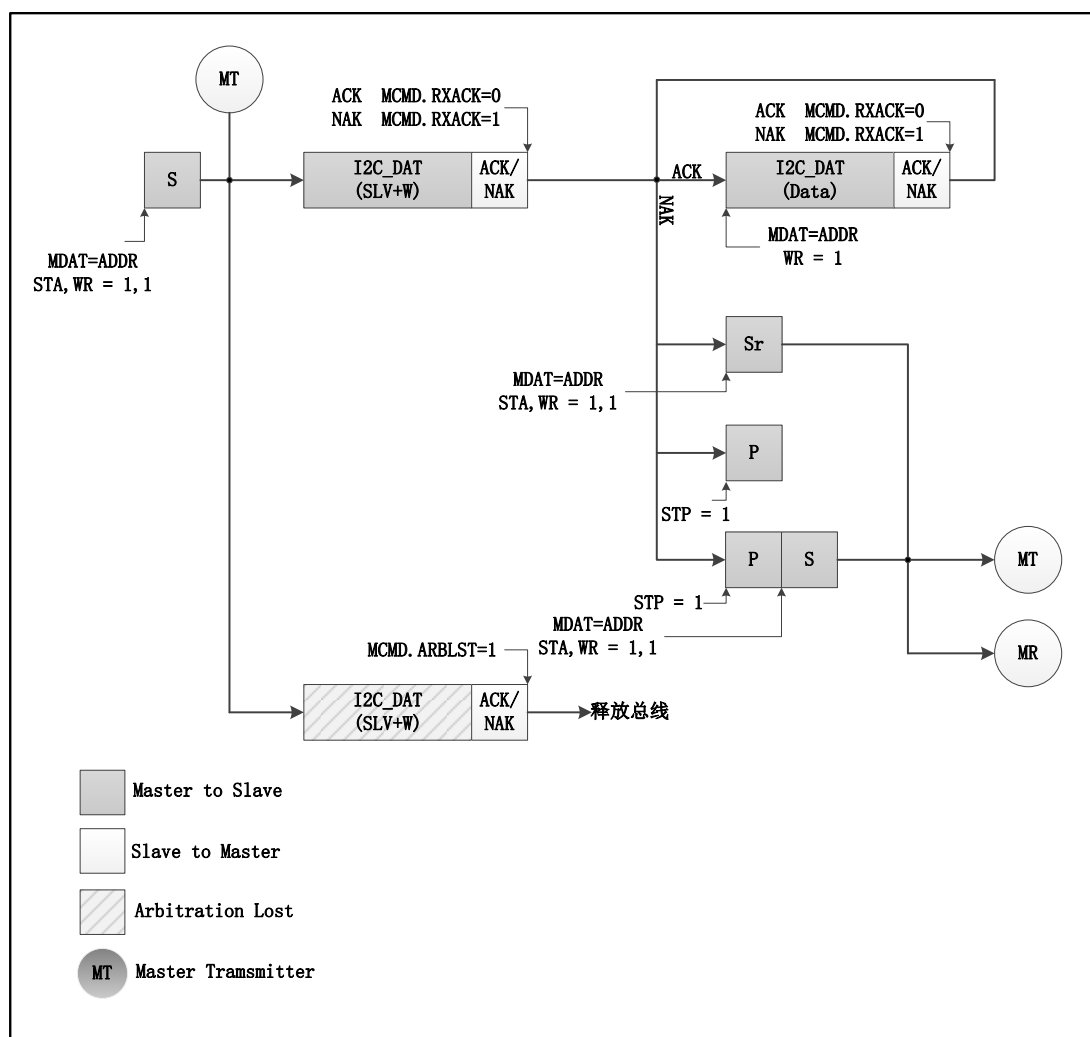 MT
ACK MCMD.RXACK=0
NAK MCMD.RXACK=1
ACK MCMD.RXACK=0
NAK MCMD.RXACK=1
S
I2C_DAT
(SLV+W)
ACK/
NAK
ACK
NAK
I2C_DAT
(Data)
ACK/
NAK
MDAT=ADDR
STA,WR = 1,1
MDAT=ADDR
WR = 1
Sr
MDAT=ADDR
STA,WR = 1,1
P
STP = 1
P
S
MT
STP = 1
MDAT=ADDR
STA,WR = 1,1
MR
MCMD.ARBLST=1
I2C_DAT
(SLV+W)
ACK/
NAK
释放总线
Master to Slave
Slave to Master
Arbitration Lost
MT
Master Tramsmitter